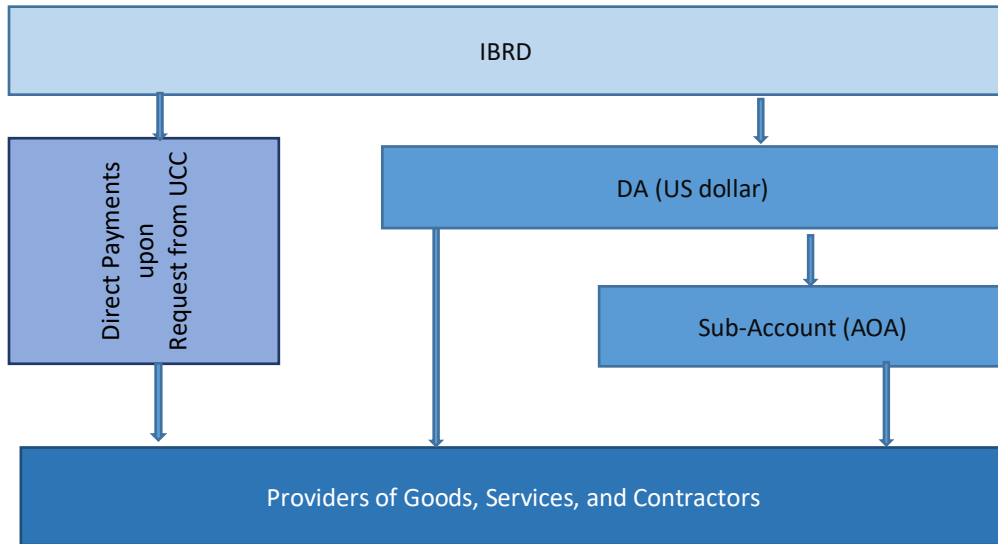 IBRD
Direct Payments
upon
Request from UCC
DA (US dollar)
Sub-Account (AOA)
Providers of Goods, Services, and Contractors